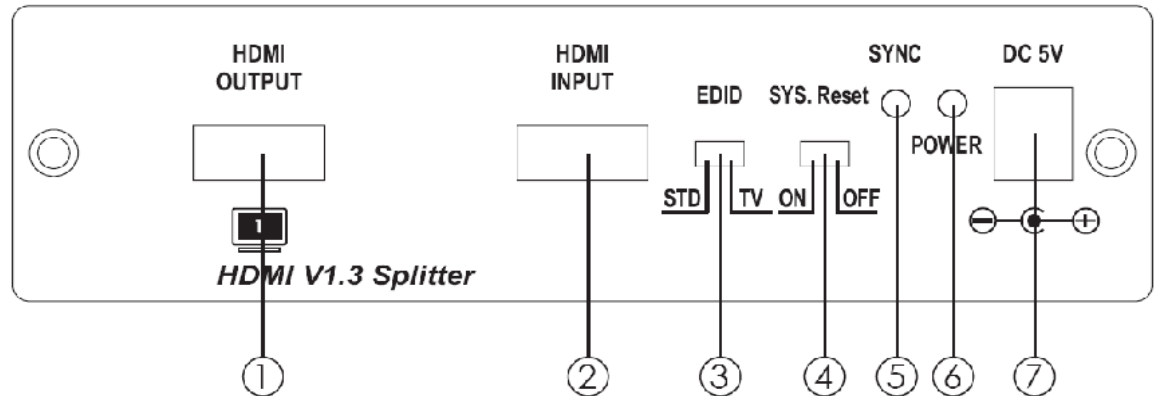 HDMI
OUTPUT
HDMI
INPUT
EDID
SYS. Reset
SYNC
DC 5V
POWER
STD
TV
ON
OFF
1
HDMI V1.3 Splitter
1
2
3
4
5
6
7